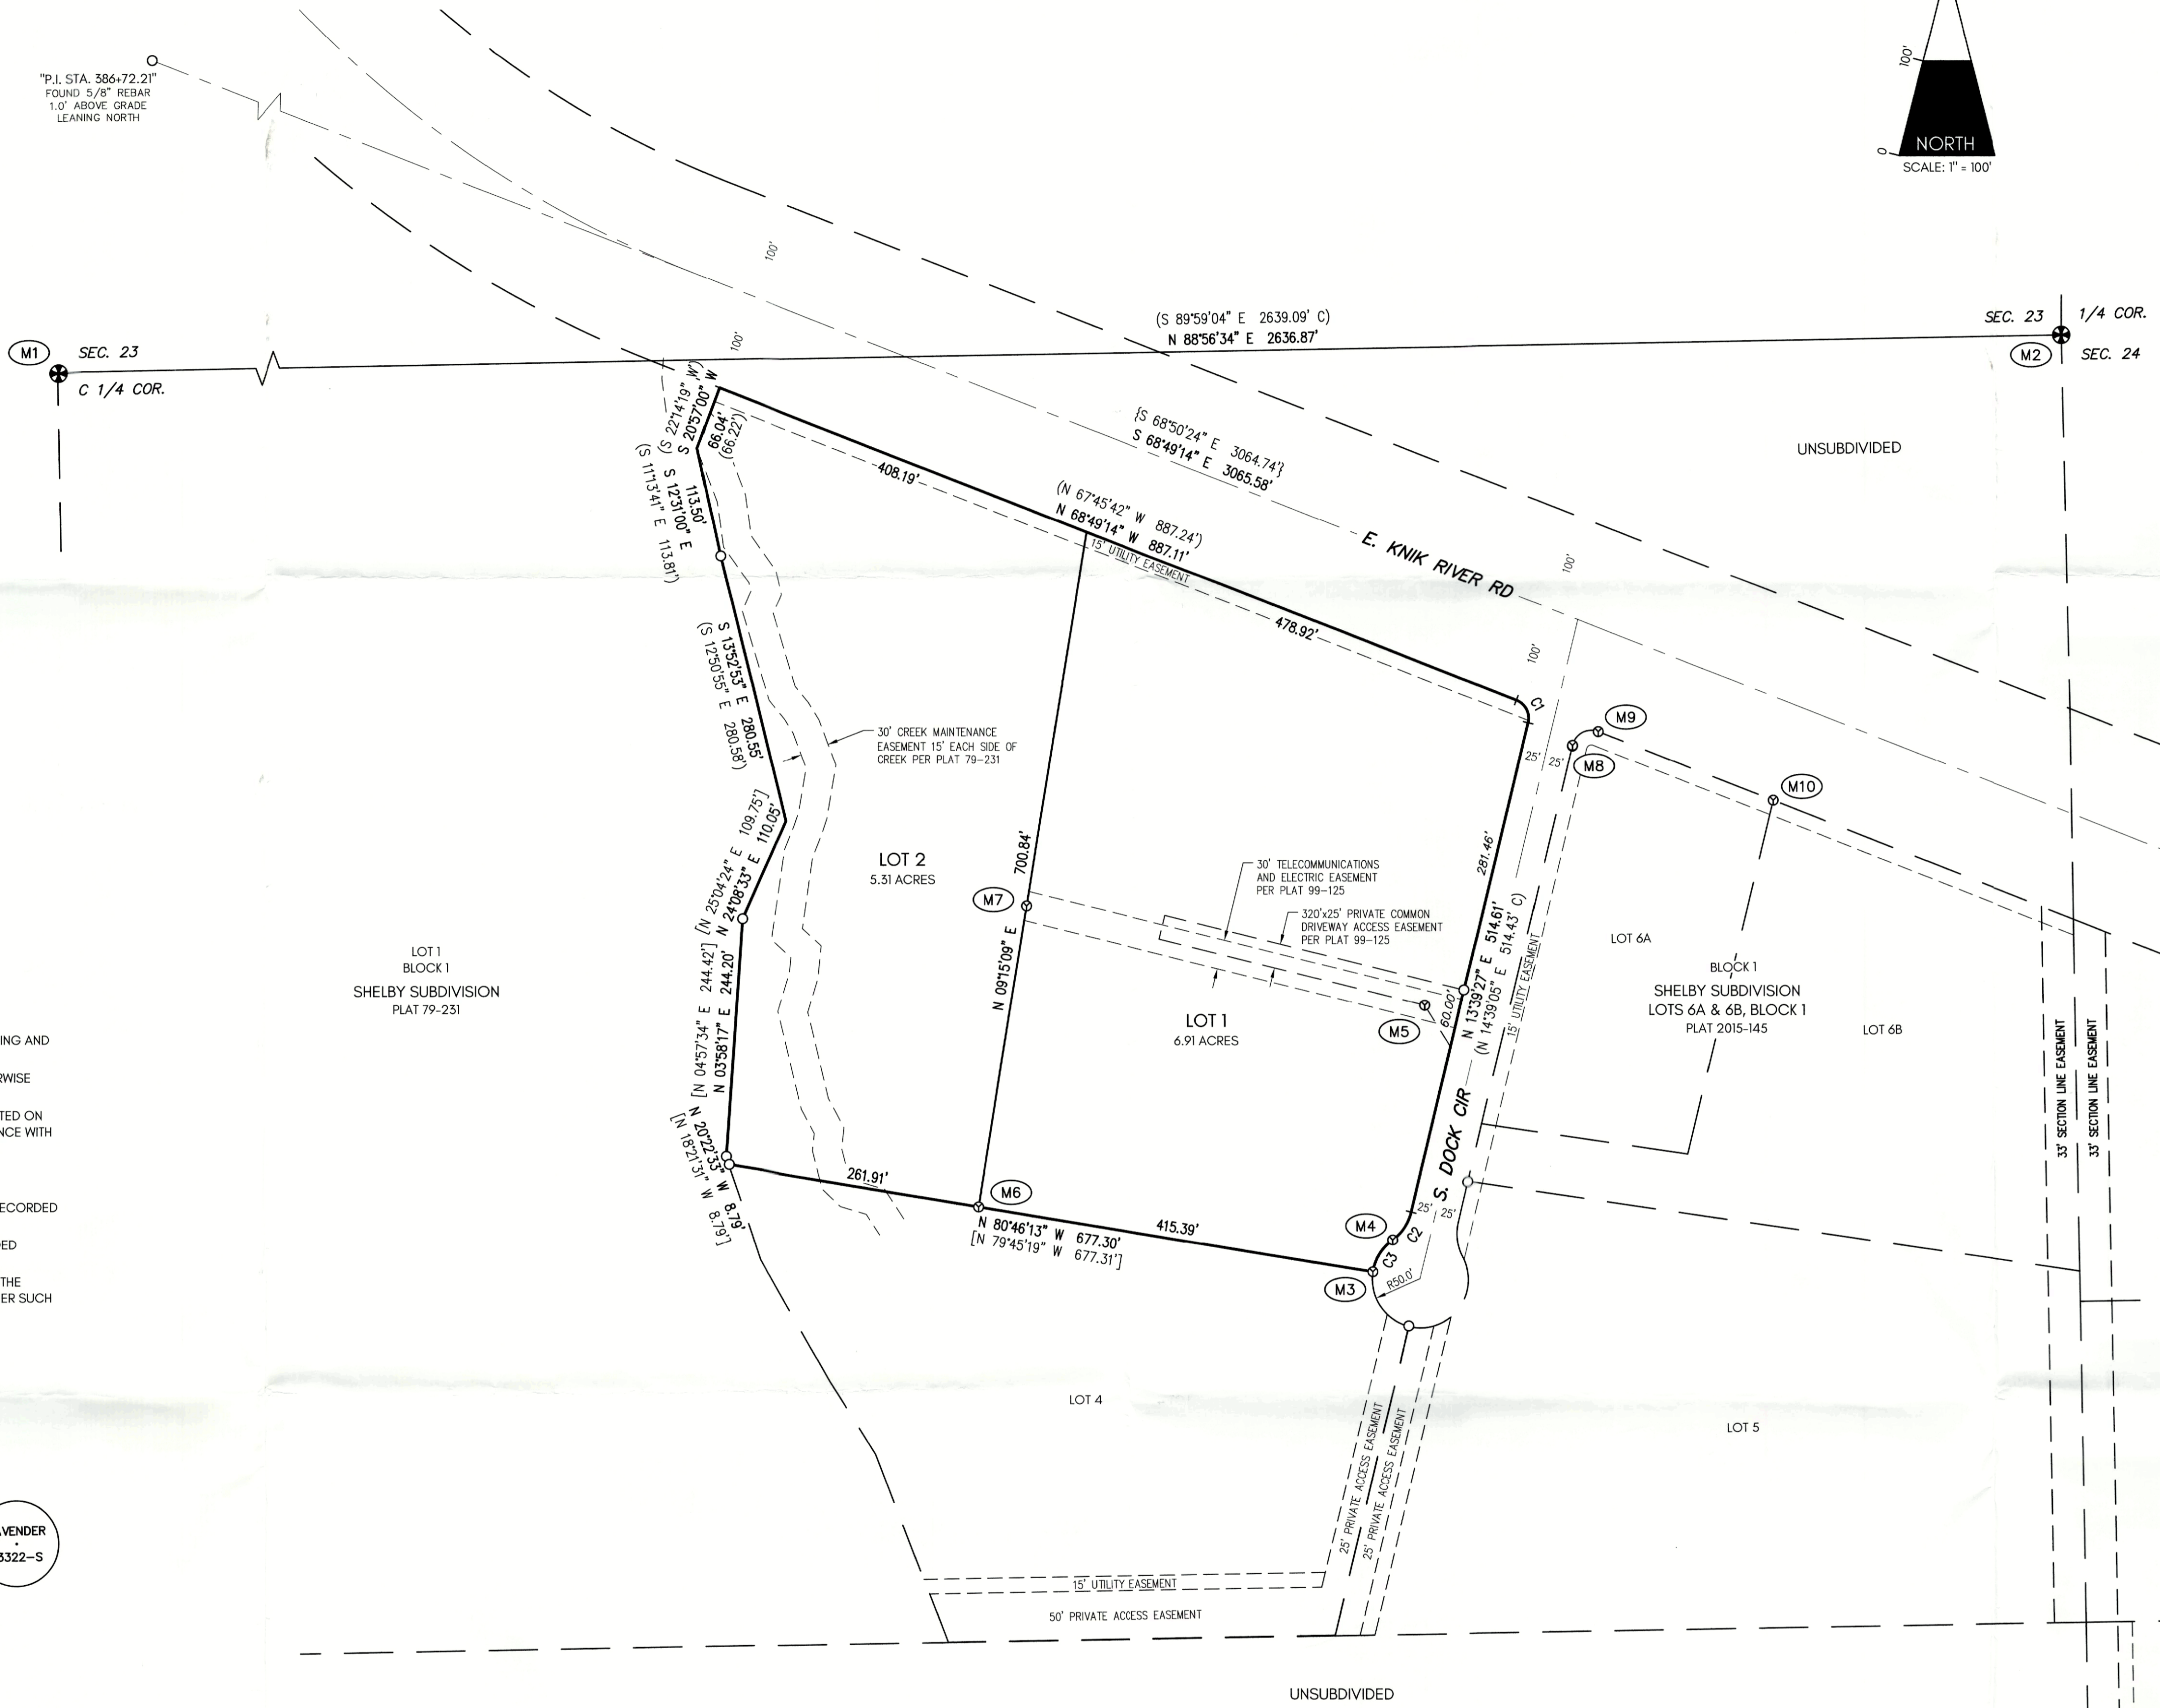 "P.I. STA. 386+72.21"
FOUND 5/8" REBAR
1.0' ABOVE GRADE
LEANING NORTH
100'
0
NORTH
SCALE: 1" = 100'
100'
100'
(S 89°59'04" E 2639.09' C)
N 88°56'34" E 2636.87'
M1
SEC. 23
C 1/4 COR.
SEC. 23
1/4 COR.
M2
SEC. 24
UNSUBDIVIDED
(S 22°14'19" W)
S 20°57'00" W
66.04'
(66.22')
113.50'
S 12°31'00" E
(S 11°13'41" E 113.81')
408.19'
{S 68°50'24" E 3064.74'}
S 68°49'14" E 3065.58'
(N 67°45'42" W 887.24')
N 68°49'14" W 887.11'
15' UTILITY EASEMENT
478.92'
E. KNIK RIVER RD
100'
100'
C1
25'
25'
M9
M8
M10
S 13°52'53" E 280.55'
(S 12°50'55" E 280.58')
30' CREEK MAINTENANCE
EASEMENT 15' EACH SIDE OF
CREEK PER PLAT 79-231
[N 25°04'24" E 109.75']
N 24°08'33" E 110.05'
LOT 2
5.31 ACRES
700.84'
N 09°15'09" E
M7
30' TELECOMMUNICATIONS
AND ELECTRIC EASEMENT
PER PLAT 99-125
320'x25' PRIVATE COMMON
DRIVEWAY ACCESS EASEMENT
PER PLAT 99-125
281.46'
N 13°39'27" E 514.61'
(N 14°39'05" E 514.43' C)
15' UTILITY EASEMENT
60.00'
M5
LOT 1
6.91 ACRES
LOT 6A
BLOCK 1
SHELBY SUBDIVISION
LOTS 6A & 6B, BLOCK 1
PLAT 2015-145
LOT 6B
33' SECTION LINE EASEMENT
33' SECTION LINE EASEMENT
LOT 1
BLOCK 1
SHELBY SUBDIVISION
PLAT 79-231
[N 04°57'34" E 244.42']
N 03°58'17" E 244.20'
N 20°22'33" W 8.79'
[N 18°21'31" W 8.79']
261.91'
M6
N 80°46'13" W 677.30'
[N 79°45'19" W 677.31']
415.39'
S. DOCK CIR
25'
25'
M4
C2
C3
R50.0'
M3
ING AND
RWISE
TED ON
NCE WITH
ECORDED
ED
THE
ER SUCH
LOT 4
LOT 5
25' PRIVATE ACCESS EASEMENT
25' PRIVATE ACCESS EASEMENT
AVENDER
3322-S
15' UTILITY EASEMENT
50' PRIVATE ACCESS EASEMENT
UNSUBDIVIDED